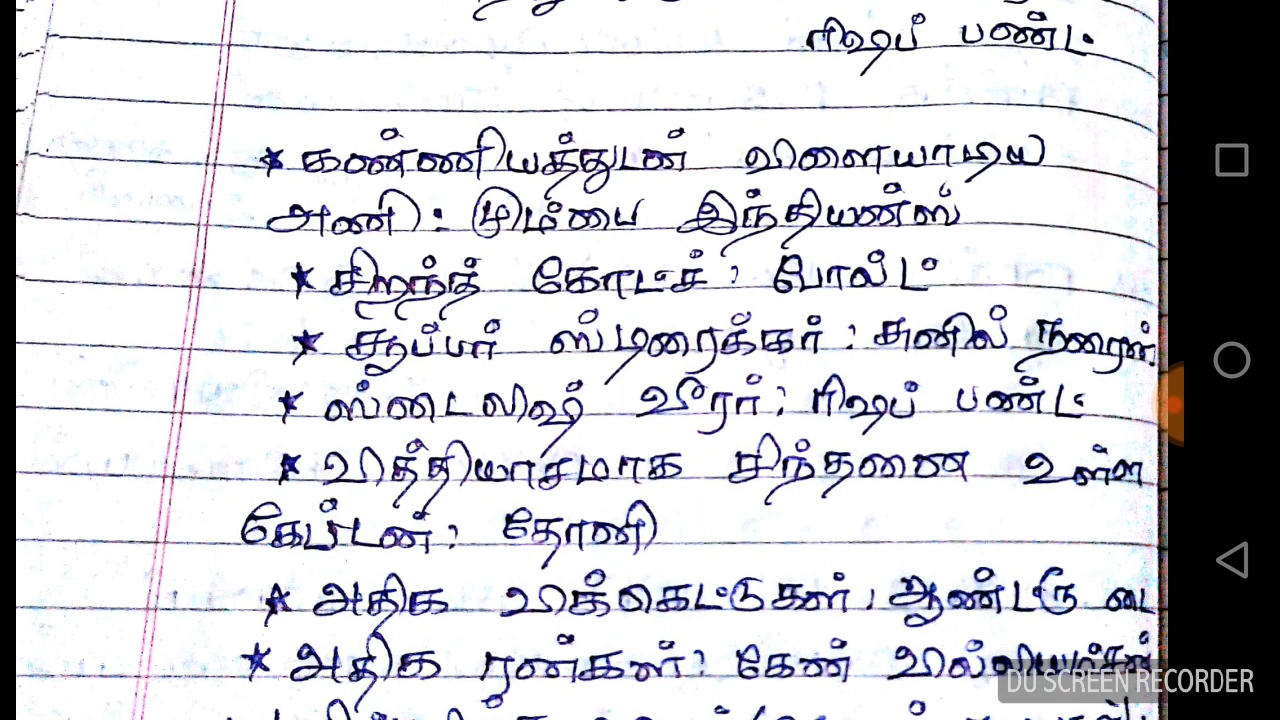 ரிஷப் பண்ட்
* கண்ணியத்துடன் விளையாடிய
அணி: மும்பை இந்தியன்ஸ்
* சிறந்த் கேட்ச்: போல்ட்
* சூப்பர் ஸ்டிரைக்கர்: சுனில் நரைன்
* ஸ்டைலிஷ் வீரர்: ரிஷப் பண்ட்
* வித்தியாசமாக சிந்தனை உள்ள
கேப்டன்: தோனி
* அதிக விக்கெட்டுகள்: ஆண்ட்ரு டை
* அதிக ரன்கள்: கேன் வில்லியம்சன்
DU SCREEN RECORDER